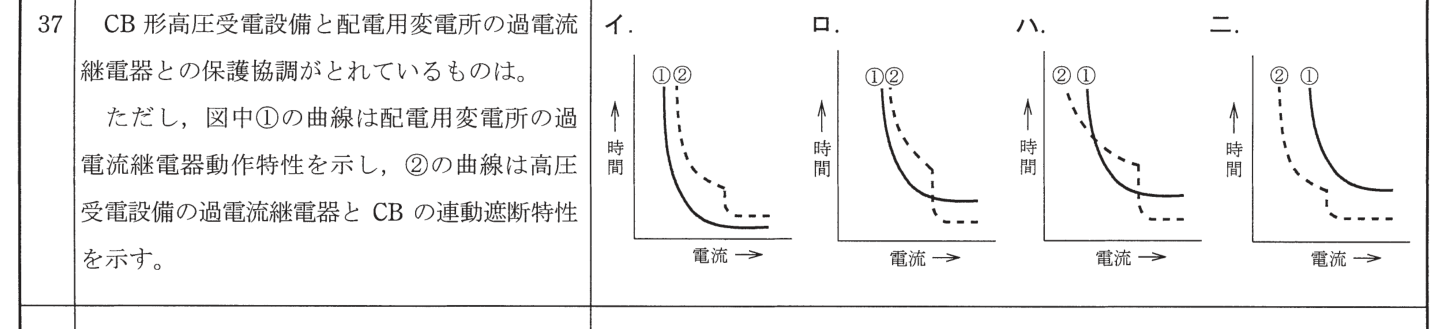 37
CB 形高圧受電設備と配電用変電所の過電流
継電器との保護協調がとれているものは。
ただし，図中①の曲線は配電用変電所の過
電流継電器動作特性を示し，②の曲線は高圧
受電設備の過電流継電器と CB の連動遮断特性
を示す。
イ.
①②
↑
時間
電流 →
ロ.
①②
↑
時間
電流 →
ハ.
② ①
↑
時間
電流 →
ニ.
② ①
↑
時間
電流 →